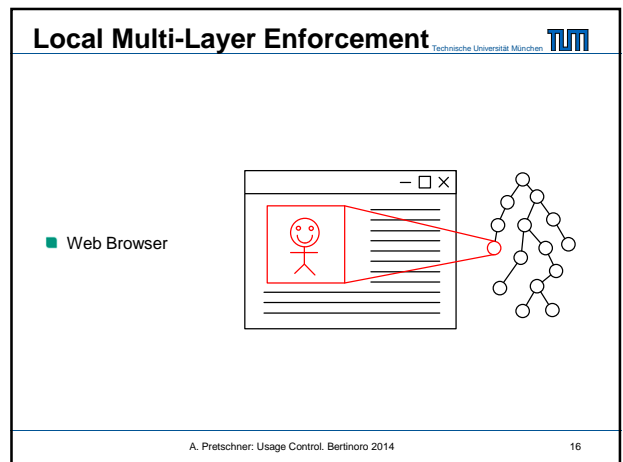 Local Multi-Layer Enforcement
Technische Universität München
TUM
Web Browser
A. Pretschner: Usage Control. Bertinoro 2014
16